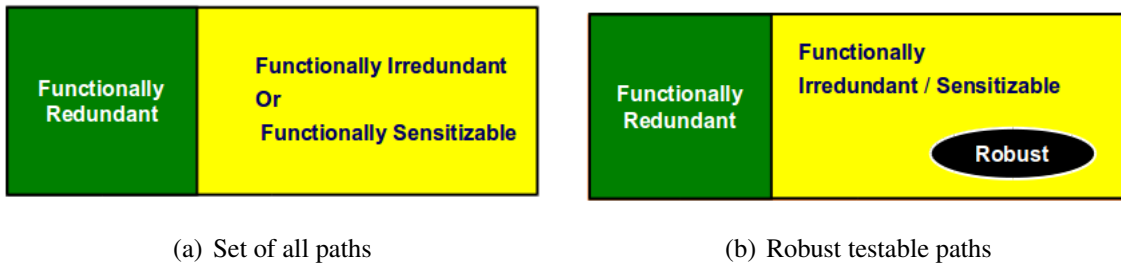 Functionally
Redundant
Functionally Irredundant
Or
Functionally Sensitizable
(a) Set of all paths
Functionally
Redundant
Functionally
Irredundant / Sensitizable
Robust
(b) Robust testable paths